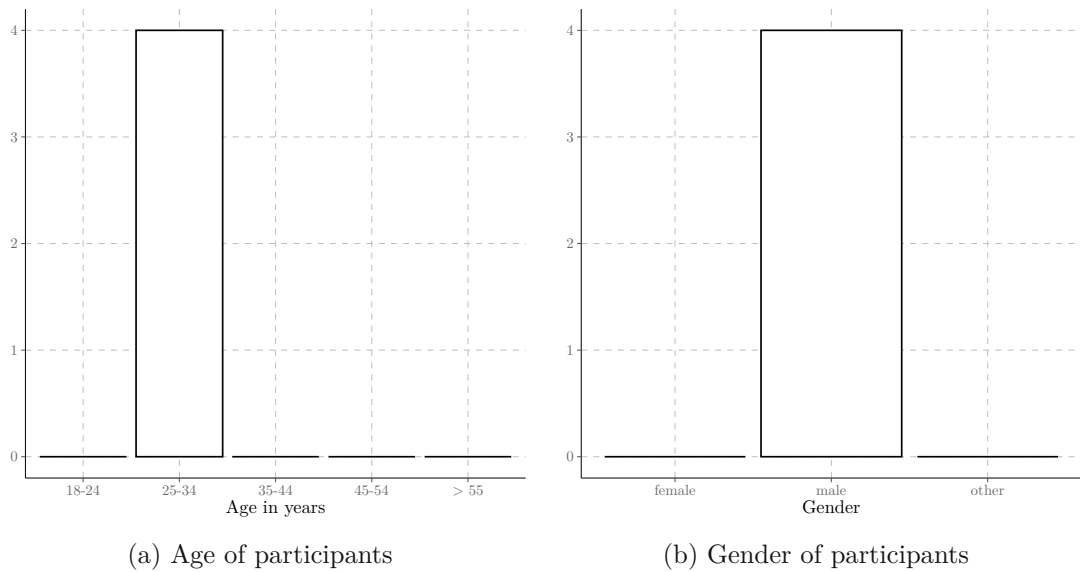 4
3
2
1
0
18-24 25-34 35-44 45-54 > 55
Age in years
(a) Age of participants
4
3
2
1
0
female male other
Gender
(b) Gender of participants